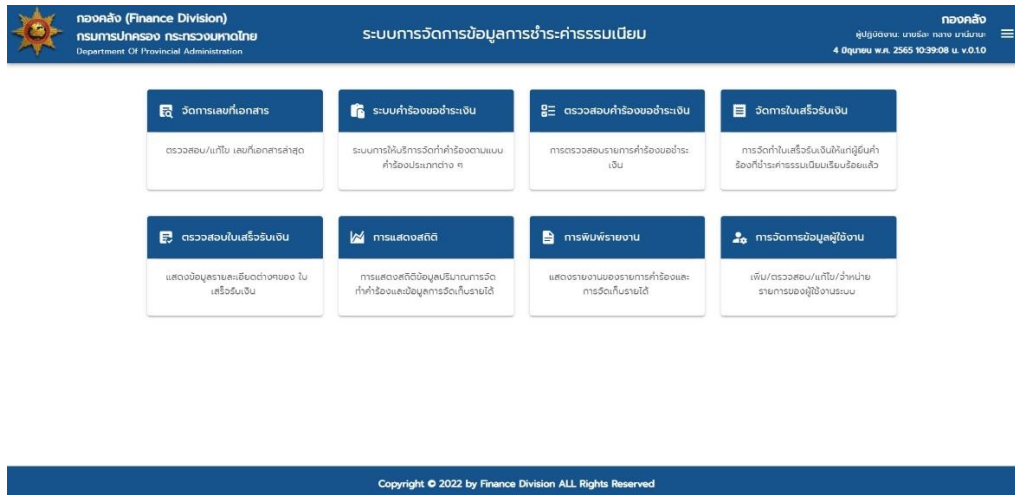 กองคลัง (Finance Division)
กรมการปกครอง กระทรวงมหาดไทย
Department Of Provincial Administration
ระบบการจัดการข้อมูลการชำระค่าธรรมเนียม
กองคลัง
ผู้ปฏิบัติงาน:
4 มิถุนายน พ.ศ. 2565 10:39:08 น. v.0.1.0
จัดการเลขที่เอกสาร
ตรวจสอบ/แก้ไข เลขที่เอกสารล่าสุด
ระบบคำร้องขอชำระเงิน
ระบบการให้บริการจัดทำคำร้องตามแบบ
คำร้องประเภทต่าง ๆ
ตรวจสอบคำร้องขอชำระเงิน
การตรวจสอบรายการคำร้องขอชำระ
เงิน
จัดการใบเสร็จรับเงิน
การจัดทำใบเสร็จรับเงินให้แก่ผู้ยื่นคำ
ร้องที่ชำระค่าธรรมเนียมเรียบร้อยแล้ว
ตรวจสอบใบเสร็จรับเงิน
แสดงข้อมูลรายละเอียดต่างๆของ ใบ
เสร็จรับเงิน
การแสดงสถิติ
การแสดงสถิติข้อมูลปริมาณการจัด
ทำคำร้องและข้อมูลการจัดเก็บรายได้
การพิมพ์รายงาน
แสดงรายงานของรายการคำร้องและ
การจัดเก็บรายได้
การจัดการข้อมูลผู้ใช้งาน
เพิ่ม/ตรวจสอบ/แก้ไข/จำหน่าย
รายการของผู้ใช้งานระบบ
Copyright © 2022 by Finance Division ALL Rights Reserved